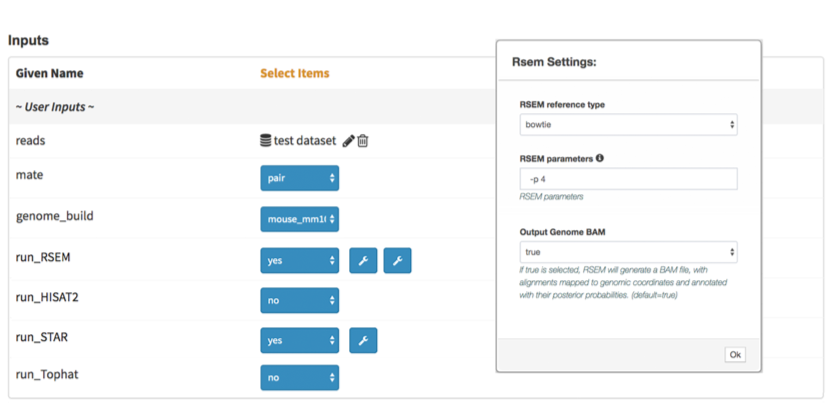 Inputs
Given Name Select Items
~ User Inputs ~
reads test dataset
mate pair
genome_build mouse_mm10
run_RSEM yes
run_HISAT2 no
run_STAR yes
run_Tophat no
Rsem Settings:
RSEM reference type
bowtie
RSEM parameters
-p 4
RSEM parameters
Output Genome BAM
true
If true is selected, RSEM will generate a BAM file, with
alignments mapped to genomic coordinates and annotated
with their posterior probabilities. (default=true)
Ok